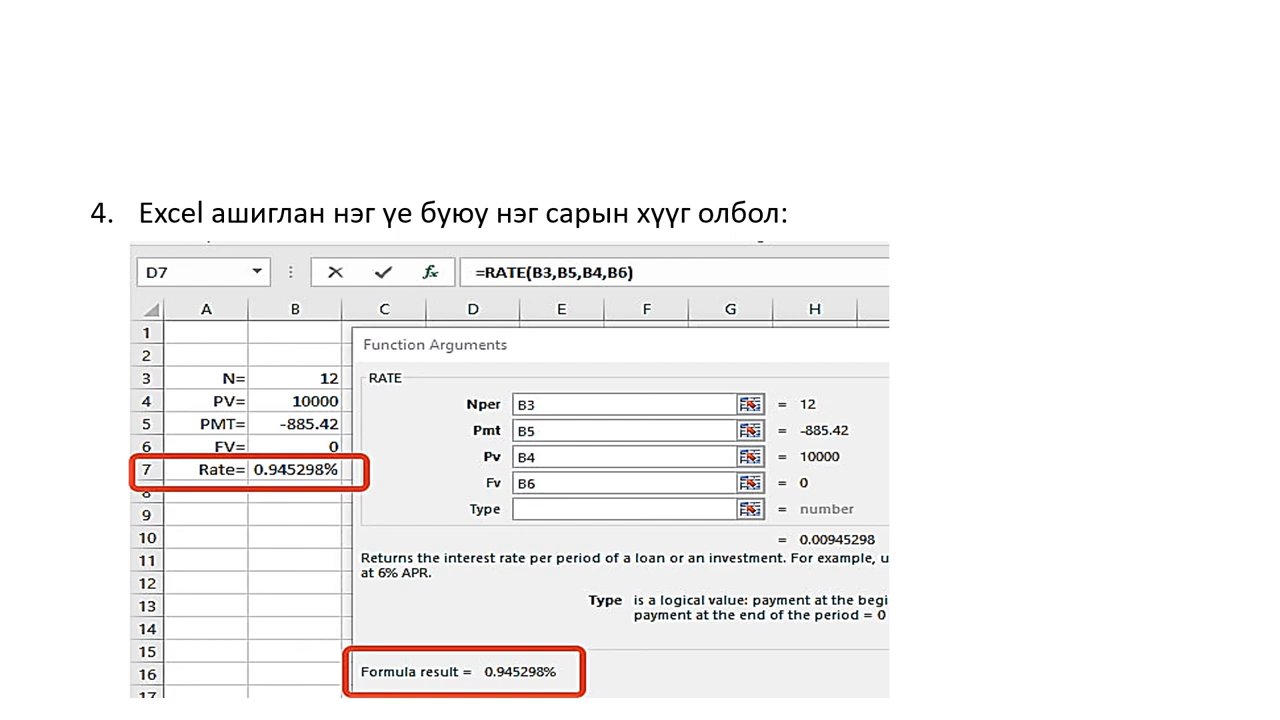 4. Excel ашиглан нэг үе буюу нэг сарын хүүг олбол:
D7 =RATE(B3,B5,B4,B6)
A B C D E F G H
1
2
3 N= 12
4 PV= 10000
5 PMT= -885.42
6 FV= 0
7 Rate= 0.945298%
8
9
10
11
12
13
14
15
16
17
Function Arguments
RATE
Nper B3 = 12
Pmt B5 = -885.42
Pv B4 = 10000
Fv B6 = 0
Type = number
= 0.00945298
Returns the interest rate per period of a loan or an investment. For example, u
at 6% APR.
Type is a logical value: payment at the begi
payment at the end of the period = 0
Formula result = 0.945298%